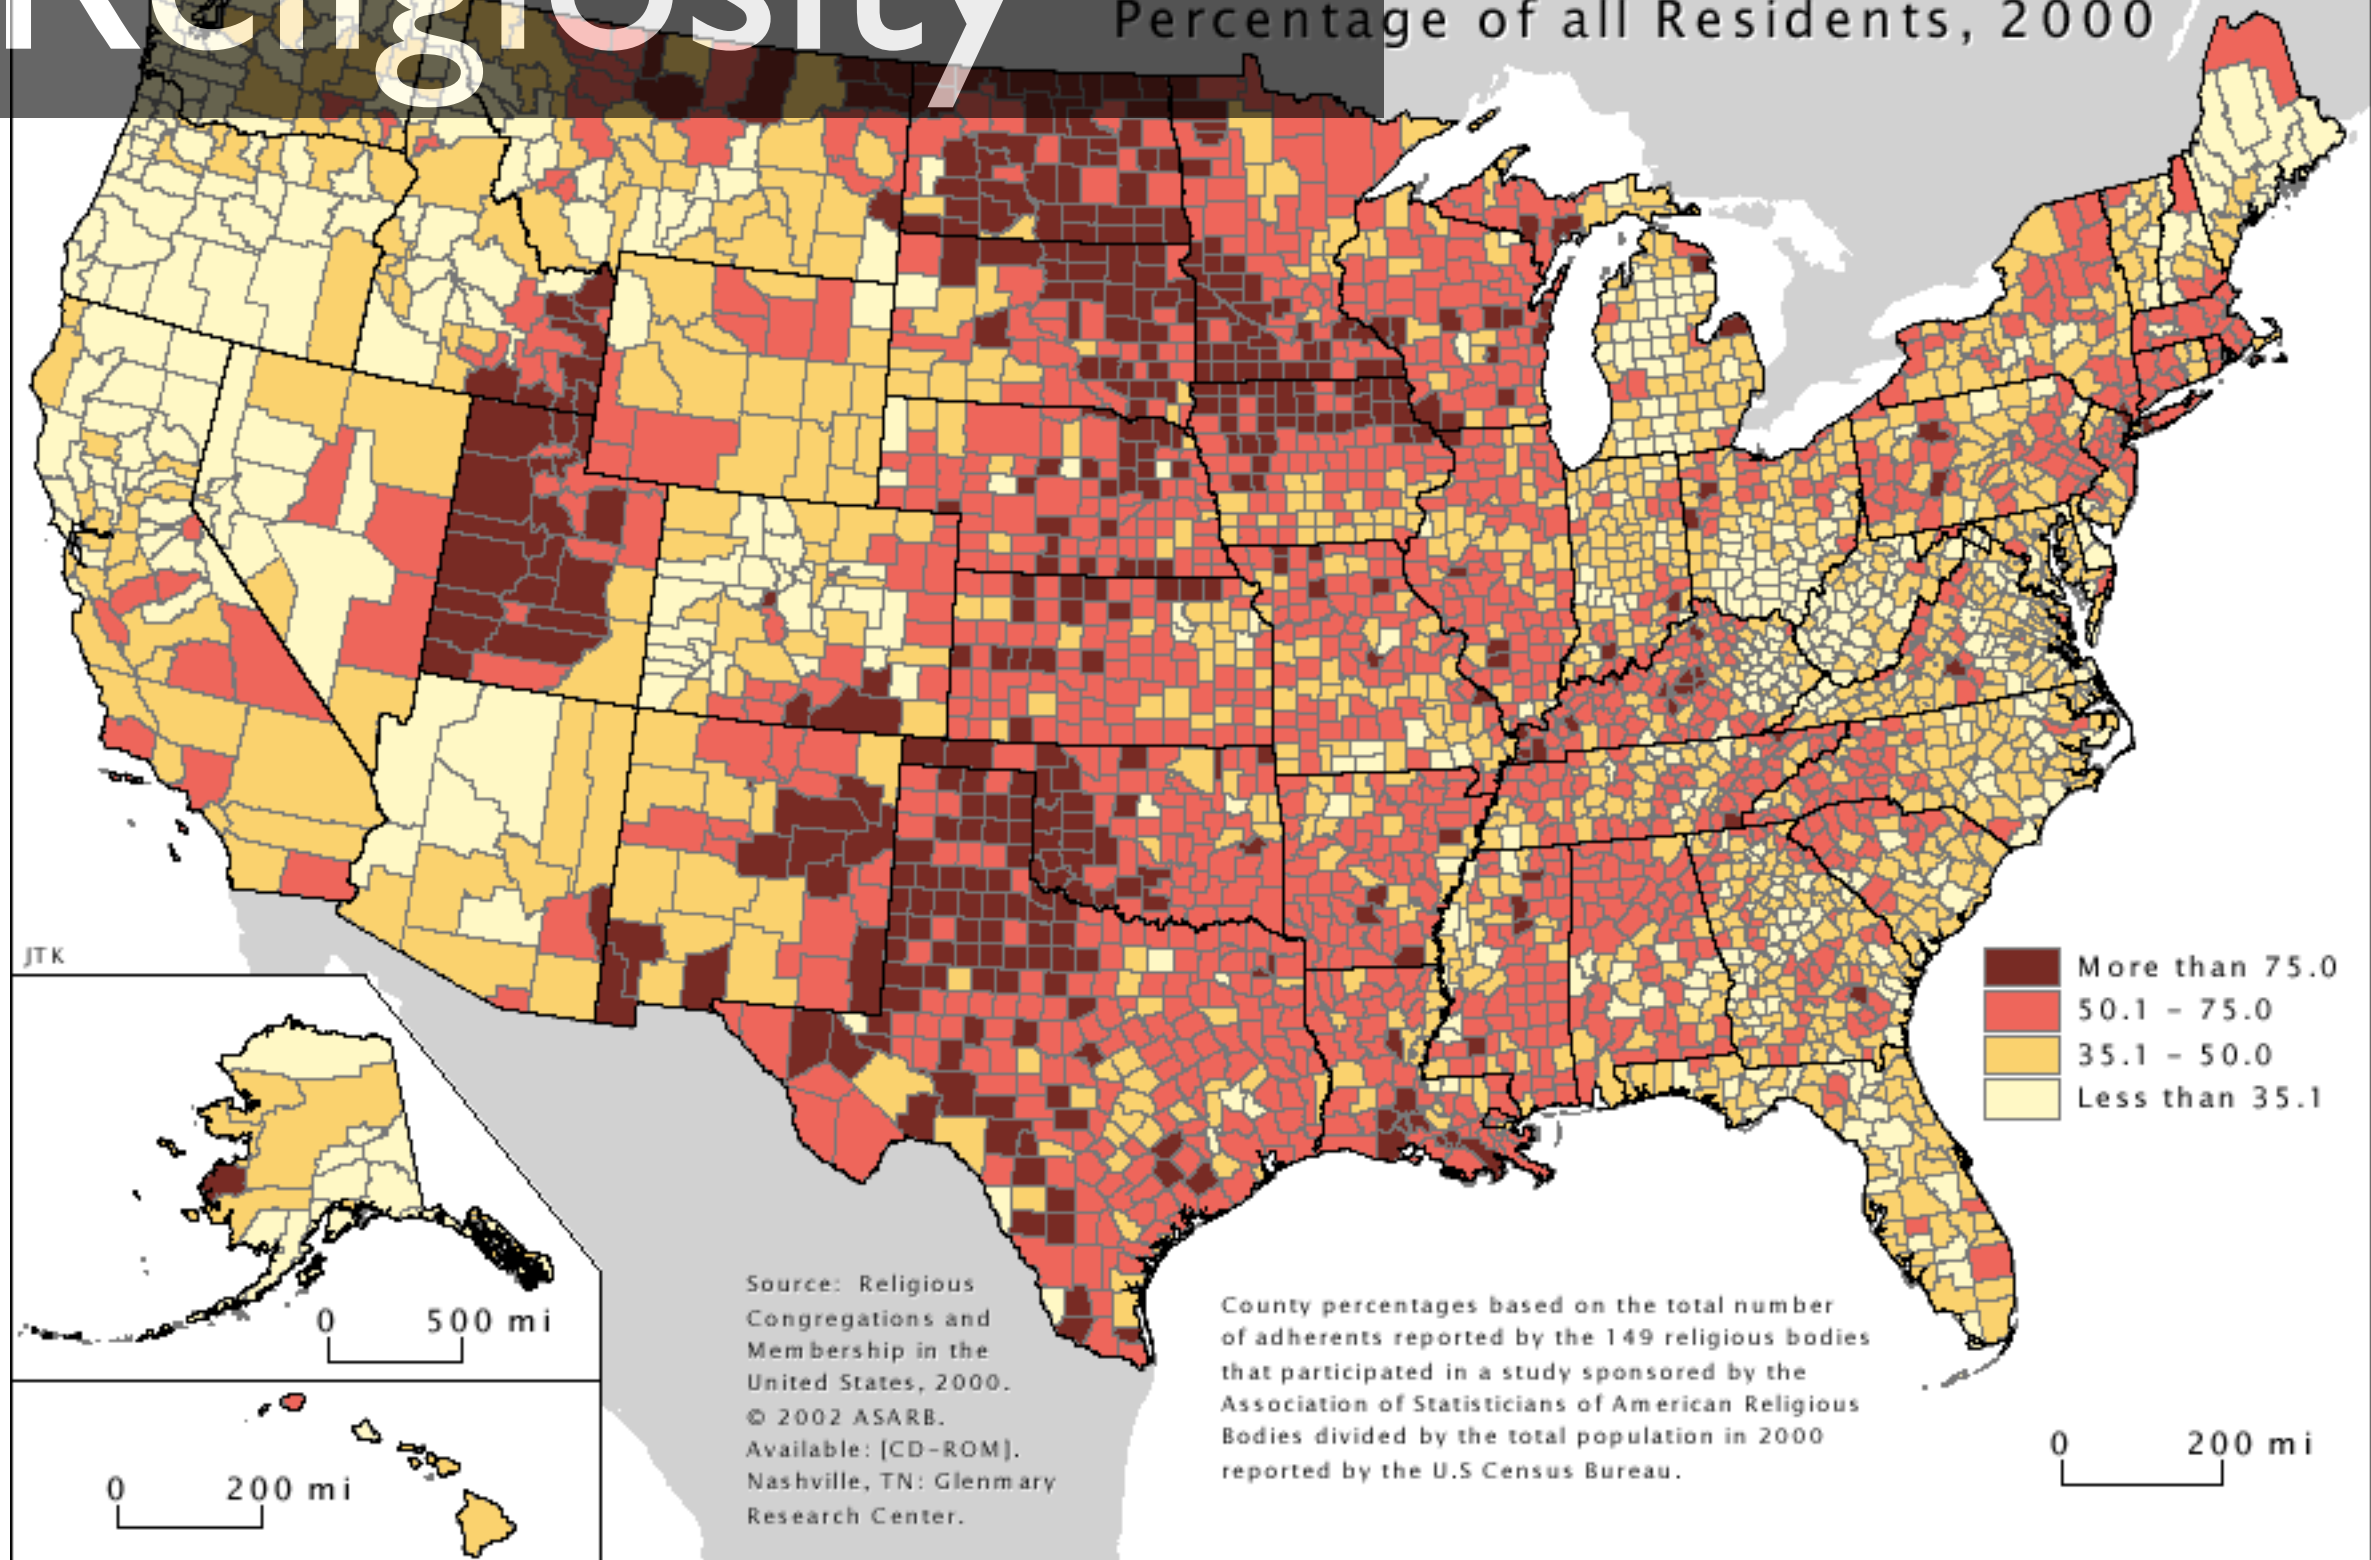 Religiosity
Percentage of all Residents, 2000
JTK
More than 75.0
50.1 – 75.0
35.1 – 50.0
Less than 35.1
0 500 mi
0 200 mi
Source: Religious
Congregations and
Membership in the
United States, 2000.
© 2002 ASARB.
Available: [CD-ROM].
Nashville, TN: Glenmary
Research Center.
County percentages based on the total number
of adherents reported by the 149 religious bodies
that participated in a study sponsored by the
Association of Statisticians of American Religious
Bodies divided by the total population in 2000
reported by the U.S Census Bureau.
0 200 mi